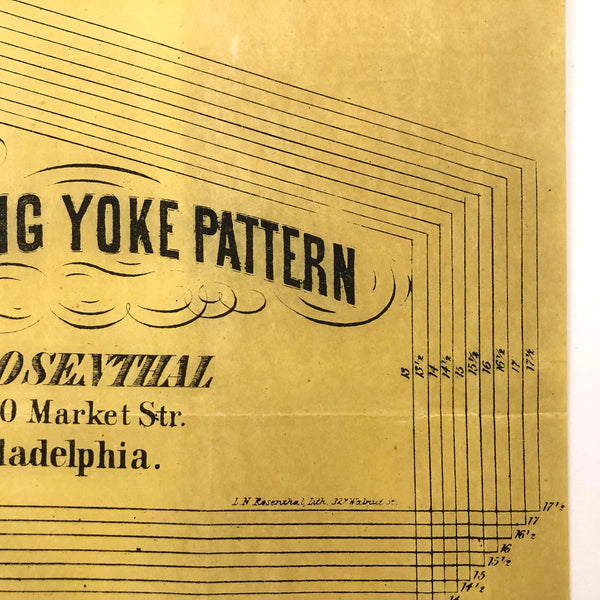 NG YOKE PATTERN
OSENTHAL
0 Market Str.
ladelphia.
13 13½ 14 14½ 15 15½ 16 16½ 17 17½
I. N. Rosenthal, Lith. 327 Walnut St.
17½
17
16½
16
15½
15
14½
14